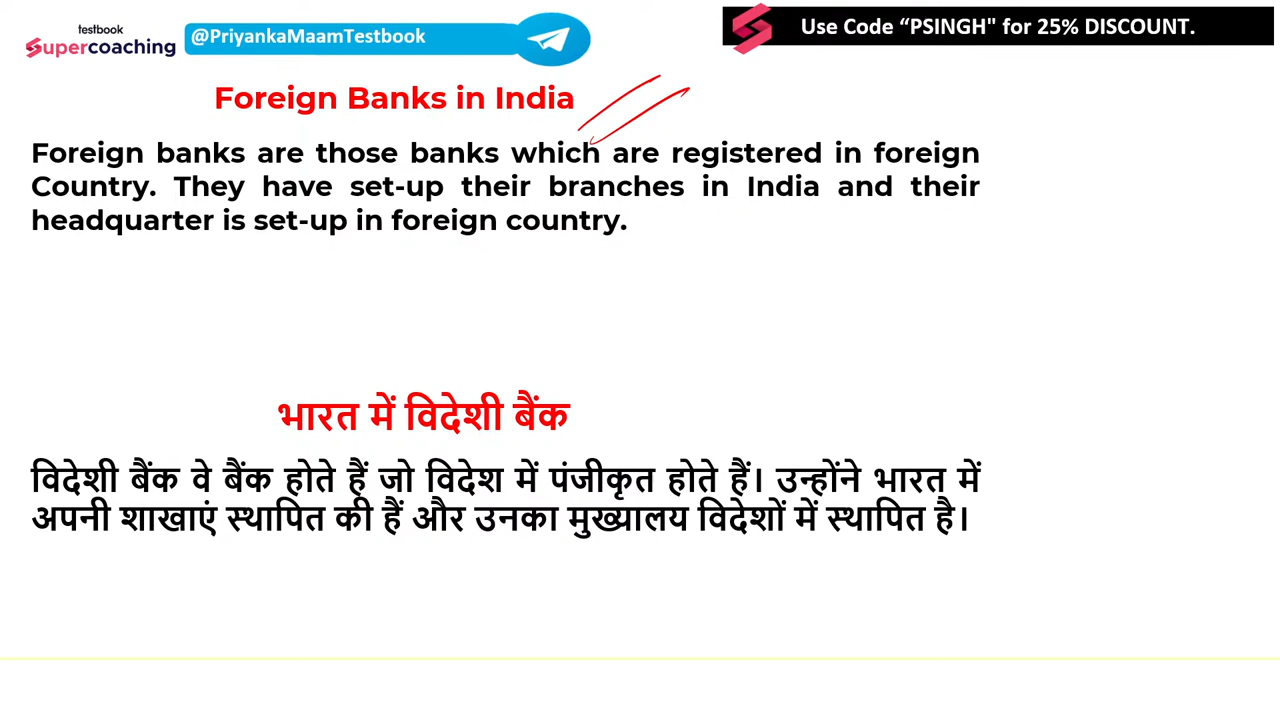 testbook
Supercoaching
@PriyankaMaamTestbook
Use Code “PSINGH" for 25% DISCOUNT.
Foreign Banks in India
Foreign banks are those banks which are registered in foreign
Country. They have set-up their branches in India and their
headquarter is set-up in foreign country.
भारत में विदेशी बैंक
विदेशी बैंक वे बैंक होते हैं जो विदेश में पंजीकृत होते हैं। उन्होंने भारत में
अपनी शाखाएं स्थापित की हैं और उनका मुख्यालय विदेशों में स्थापित है।